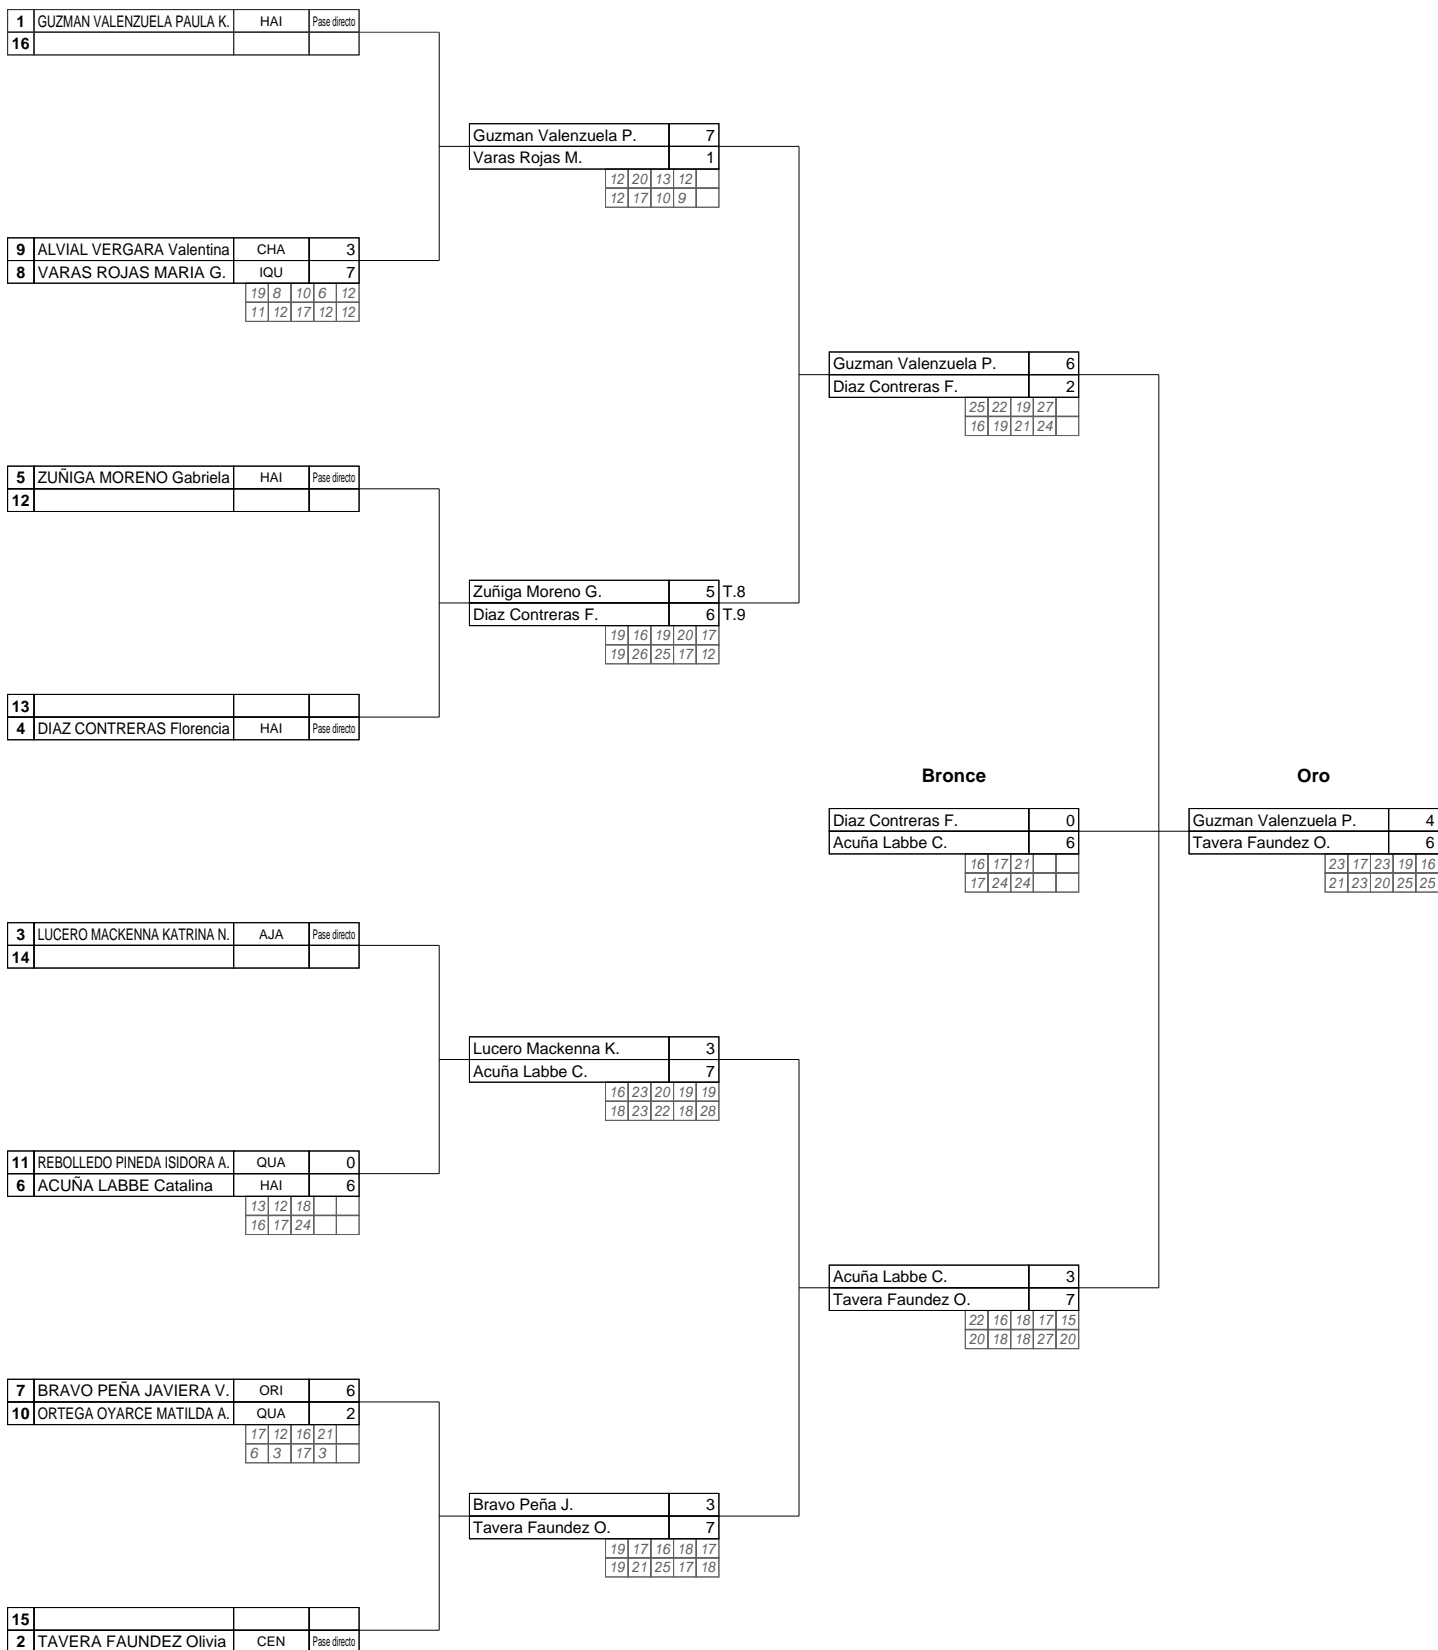 1 GUZMAN VALENZUELA PAULA K. HAI Pase directo
16
Guzman Valenzuela P. 7
Varas Rojas M. 1
12 20 13 12
12 17 10 9
9 ALVIAL VERGARA Valentina CHA 3
8 VARAS ROJAS MARIA G. IQU 7
19 8 10 6 12
11 12 17 12 12
Guzman Valenzuela P. 6
Diaz Contreras F. 2
25 22 19 27
16 19 21 24
5 ZUÑIGA MORENO Gabriela HAI Pase directo
12
Zuñiga Moreno G. 5 T.8
Diaz Contreras F. 6 T.9
19 16 19 20 17
19 26 25 17 12
13
4 DIAZ CONTRERAS Florencia HAI Pase directo
Bronce Oro
Diaz Contreras F. 0 Guzman Valenzuela P. 4
Acuña Labbe C. 6 Tavera Faundez O. 6
16 17 21 23 17 23 19 16
17 24 24 21 23 20 25 25
3 LUCERO MACKENNA KATRINA N. AJA Pase directo
14
Lucero Mackenna K. 3
Acuña Labbe C. 7
16 23 20 19 19
18 23 22 18 28
11 REBOLLEDO PINEDA ISIDORA A. QUA 0
6 ACUÑA LABBE Catalina HAI 6
13 12 18
16 17 24
Acuña Labbe C. 3
Tavera Faundez O. 7
22 16 18 17 15
20 18 18 27 20
7 BRAVO PEÑA JAVIERA V. ORI 6
10 ORTEGA OYARCE MATILDA A. QUA 2
17 12 16 21
6 3 17 3
Bravo Peña J. 3
Tavera Faundez O. 7
19 17 16 18 17
19 21 25 17 18
15
2 TAVERA FAUNDEZ Olivia CEN Pase directo